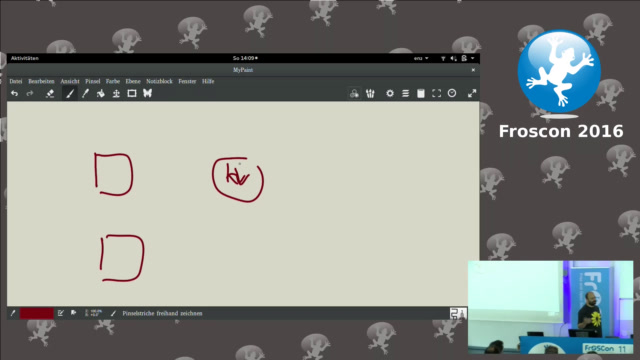 Aktivitäten
So 14:09
en
MyPaint
Datei Bearbeiten Ansicht Pinsel Farbe Ebene Notizblock Fenster Hilfe
Pinselstriche freihand zeichnen
Froscon 2016
FrOSCon 11